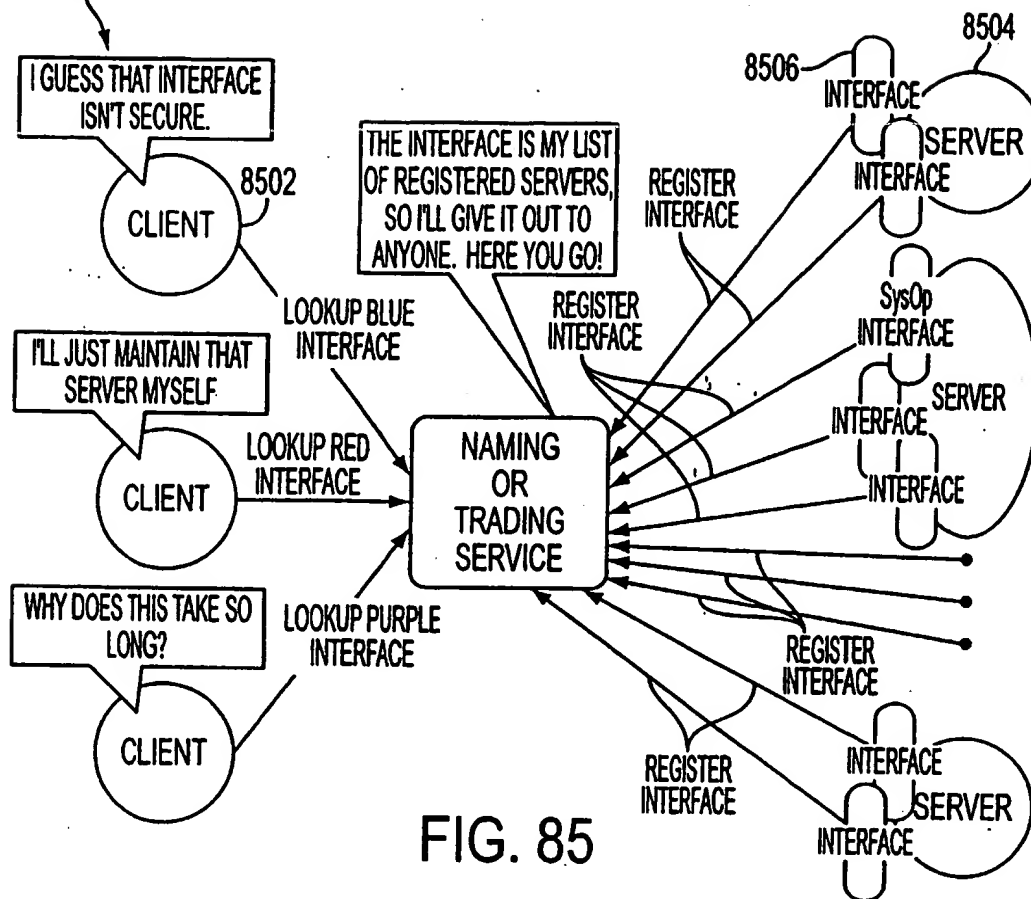 I GUESS THAT INTERFACE
ISN'T SECURE.
CLIENT
8502
LOOKUP BLUE
INTERFACE
I'LL JUST MAINTAIN THAT
SERVER MYSELF
CLIENT
LOOKUP RED
INTERFACE
WHY DOES THIS TAKE SO
LONG?
CLIENT
LOOKUP PURPLE
INTERFACE
THE INTERFACE IS MY LIST
OF REGISTERED SERVERS,
SO I'LL GIVE IT OUT TO
ANYONE. HERE YOU GO!
NAMING
OR
TRADING
SERVICE
REGISTER
INTERFACE
REGISTER
INTERFACE
8506
8504
INTERFACE
SERVER
INTERFACE
SysOp
INTERFACE
SERVER
INTERFACE
INTERFACE
REGISTER
INTERFACE
REGISTER
INTERFACE
INTERFACE
SERVER
INTERFACE
FIG. 85